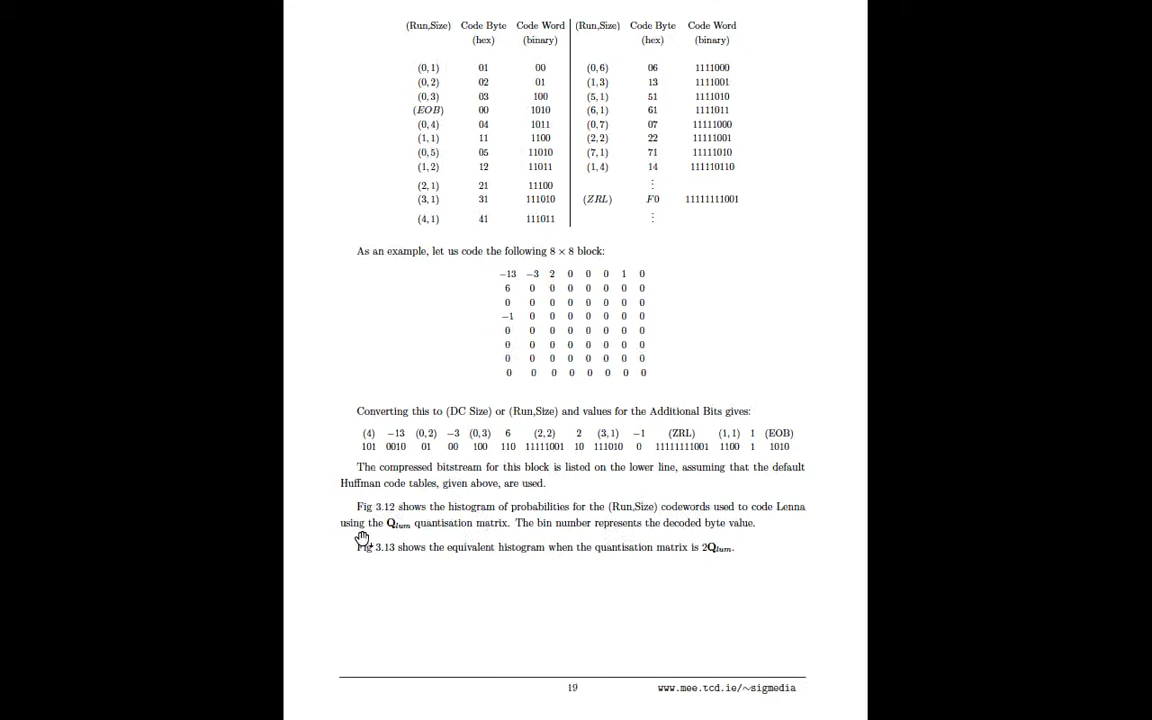 (Run,Size) Code Byte Code Word (Run,Size) Code Byte Code Word
(hex) (binary) (hex) (binary)
(0, 1) 01 00 (0, 6) 06 1111000
(0, 2) 02 01 (1, 3) 13 1111001
(0, 3) 03 100 (5, 1) 51 1111010
(EOB) 00 1010 (6, 1) 61 1111011
(0, 4) 04 1011 (0, 7) 07 11111000
(1, 1) 11 1100 (2, 2) 22 11111001
(0, 5) 05 11010 (7, 1) 71 11111010
(1, 2) 12 11011 (1, 4) 14 111110110
(2, 1) 21 11100 ⋮
(3, 1) 31 111010 (ZRL) F0 11111111001
(4, 1) 41 111011 ⋮
As an example, let us code the following 8 × 8 block:
−13 −3 2 0 0 0 1 0
6 0 0 0 0 0 0 0
0 0 0 0 0 0 0 0
−1 0 0 0 0 0 0 0
0 0 0 0 0 0 0 0
0 0 0 0 0 0 0 0
0 0 0 0 0 0 0 0
0 0 0 0 0 0 0 0
Converting this to (DC Size) or (Run,Size) and values for the Additional Bits gives:
(4) −13 (0, 2) −3 (0, 3) 6 (2, 2) 2 (3, 1) −1 (ZRL) (1, 1) 1 (EOB)
101 0010 01 00 100 110 11111001 10 111010 0 11111111001 1100 1 1010
The compressed bitstream for this block is listed on the lower line, assuming that the default
Huffman code tables, given above, are used.
Fig 3.12 shows the histogram of probabilities for the (Run,Size) codewords used to code Lenna
using the Qlum quantisation matrix. The bin number represents the decoded byte value.
Fig 3.13 shows the equivalent histogram when the quantisation matrix is 2Qlum.
19 www.mee.tcd.ie/∼sigmedia